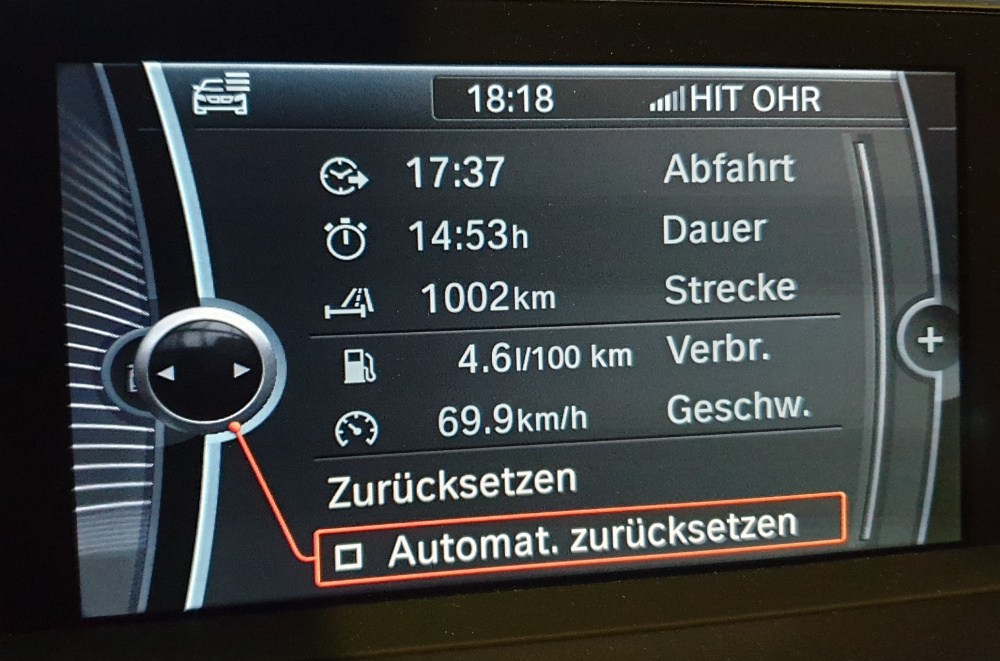 18:18 HIT OHR
17:37 Abfahrt
14:53h Dauer
1002km Strecke
4.6l/100 km Verbr.
69.9km/h Geschw.
Zurücksetzen
Automat. zurücksetzen